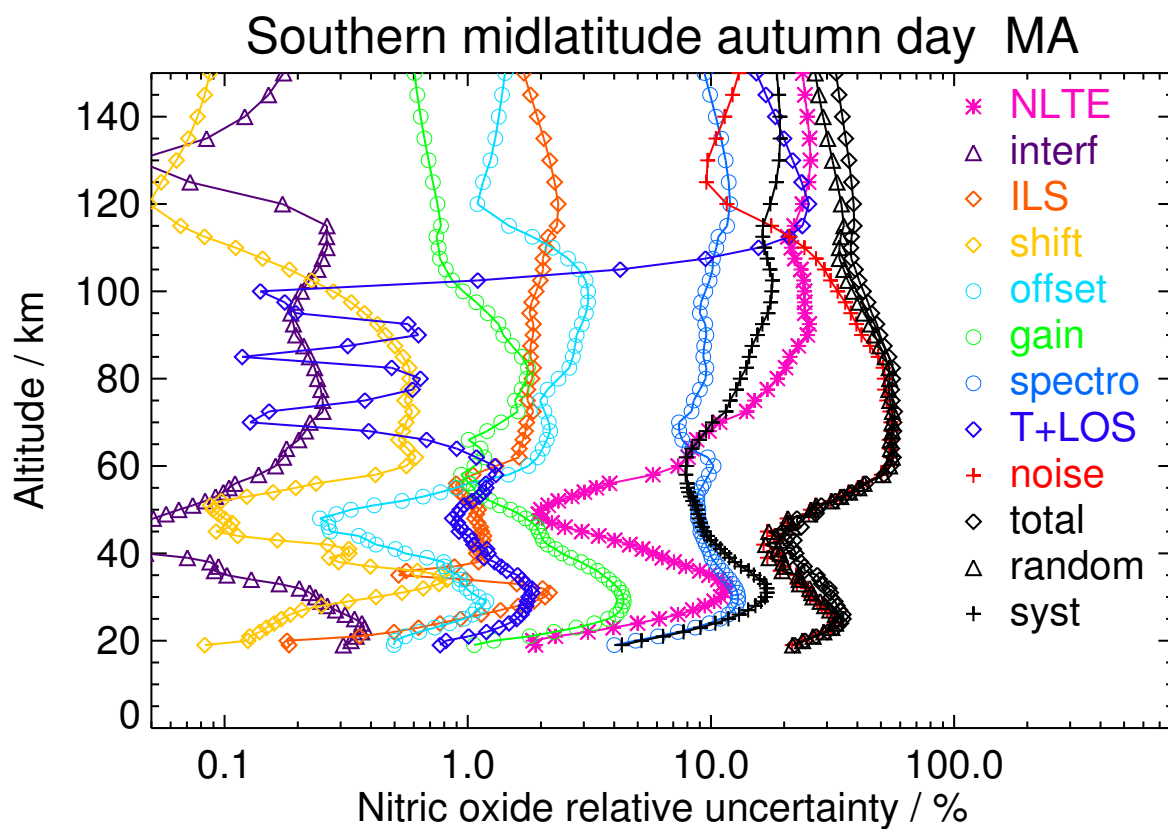 Southern midlatitude autumn day MA
140
120
100
80
60
40
20
0
Altitude / km
NLTE
interf
ILS
shift
offset
gain
spectro
T+LOS
noise
total
random
syst
0.1 1.0 10.0 100.0
Nitric oxide relative uncertainty / %